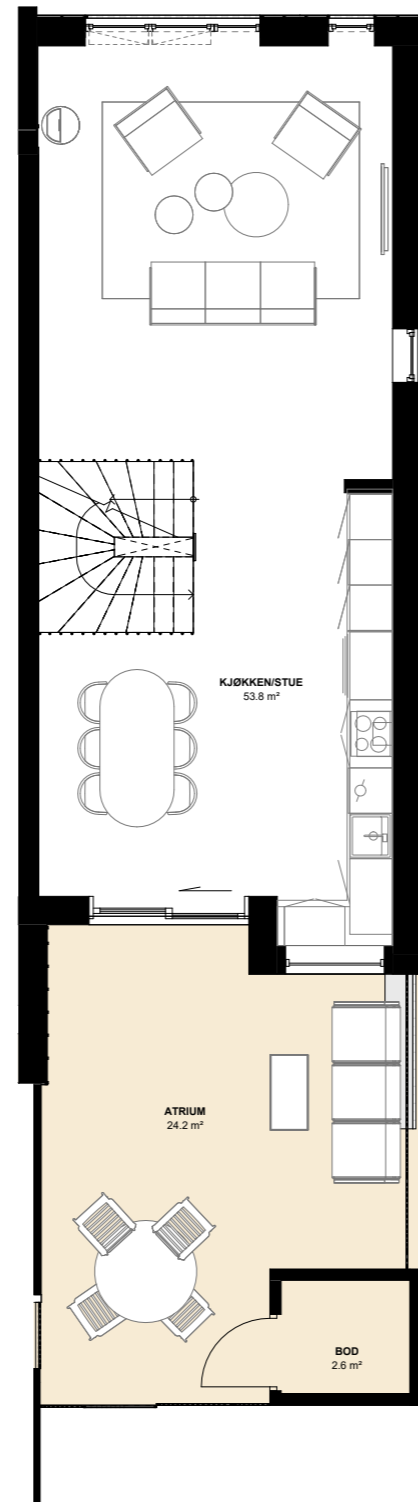 KJØKKEN/STUE
53.8 m²
ATRIUM
24.2 m²
BOD
2.6 m²